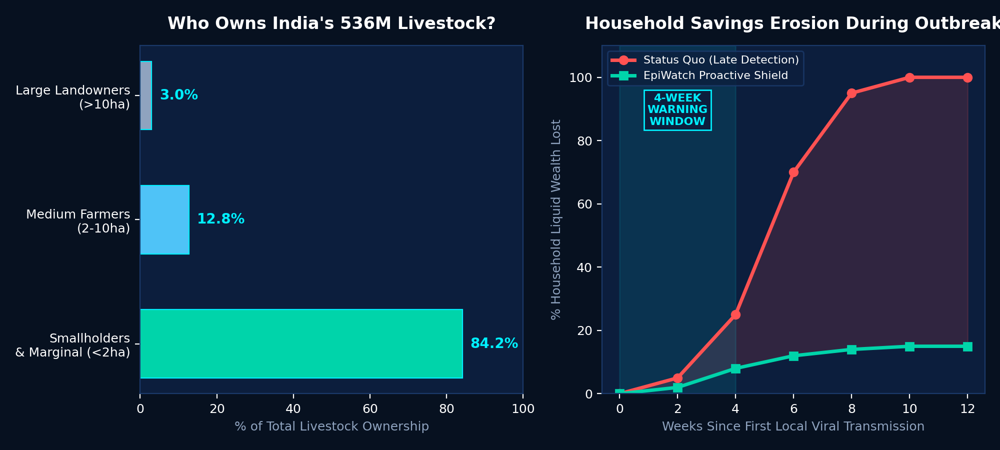 Who Owns India's 536M Livestock?
Large Landowners
(>10ha)
3.0%
Medium Farmers
(2-10ha)
12.8%
Smallholders
& Marginal (<2ha)
84.2%
0 20 40 60 80 100
% of Total Livestock Ownership
Household Savings Erosion During Outbreak
Status Quo (Late Detection)
EpiWatch Proactive Shield
4-WEEK
WARNING
WINDOW
% Household Liquid Wealth Lost
100
80
60
40
20
0
0 2 4 6 8 10 12
Weeks Since First Local Viral Transmission